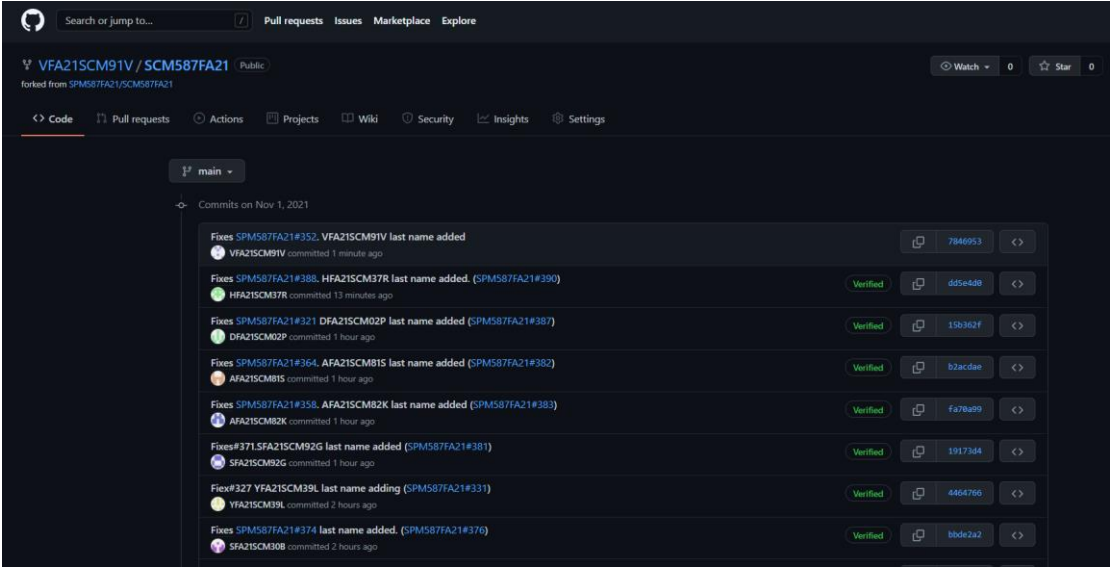 Search or jump to... / Pull requests Issues Marketplace Explore
VFA21SCM91V / SCM587FA21 Public Watch 0 Star 0
forked from SPM587FA21/SCM587FA21
Code Pull requests Actions Projects Wiki Security Insights Settings
main
Commits on Nov 1, 2021
Fixes SPM587FA21#352. VFA21SCM91V last name added
VFA21SCM91V committed 1 minute ago
7846953
Fixes SPM587FA21#388. HFA21SCM37R last name added. (SPM587FA21#390)
HFA21SCM37R committed 13 minutes ago
Verified dd5e4d0
Fixes SPM587FA21#321 DFA21SCM02P last name added (SPM587FA21#387)
DFA21SCM02P committed 1 hour ago
Verified 15b362f
Fixes SPM587FA21#364. AFA21SCM81S last name added (SPM587FA21#382)
AFA21SCM81S committed 1 hour ago
Verified b2acdae
Fixes SPM587FA21#358. AFA21SCM82K last name added (SPM587FA21#383)
AFA21SCM82K committed 1 hour ago
Verified fa70a99
Fixes#371.SFA21SCM92G last name added (SPM587FA21#381)
SFA21SCM92G committed 1 hour ago
Verified 19173d4
Fiex#327 YFA21SCM39L last name adding (SPM587FA21#331)
YFA21SCM39L committed 2 hours ago
Verified 4464766
Fixes SPM587FA21#374 last name added. (SPM587FA21#376)
SFA21SCM30B committed 2 hours ago
Verified bbde2a2